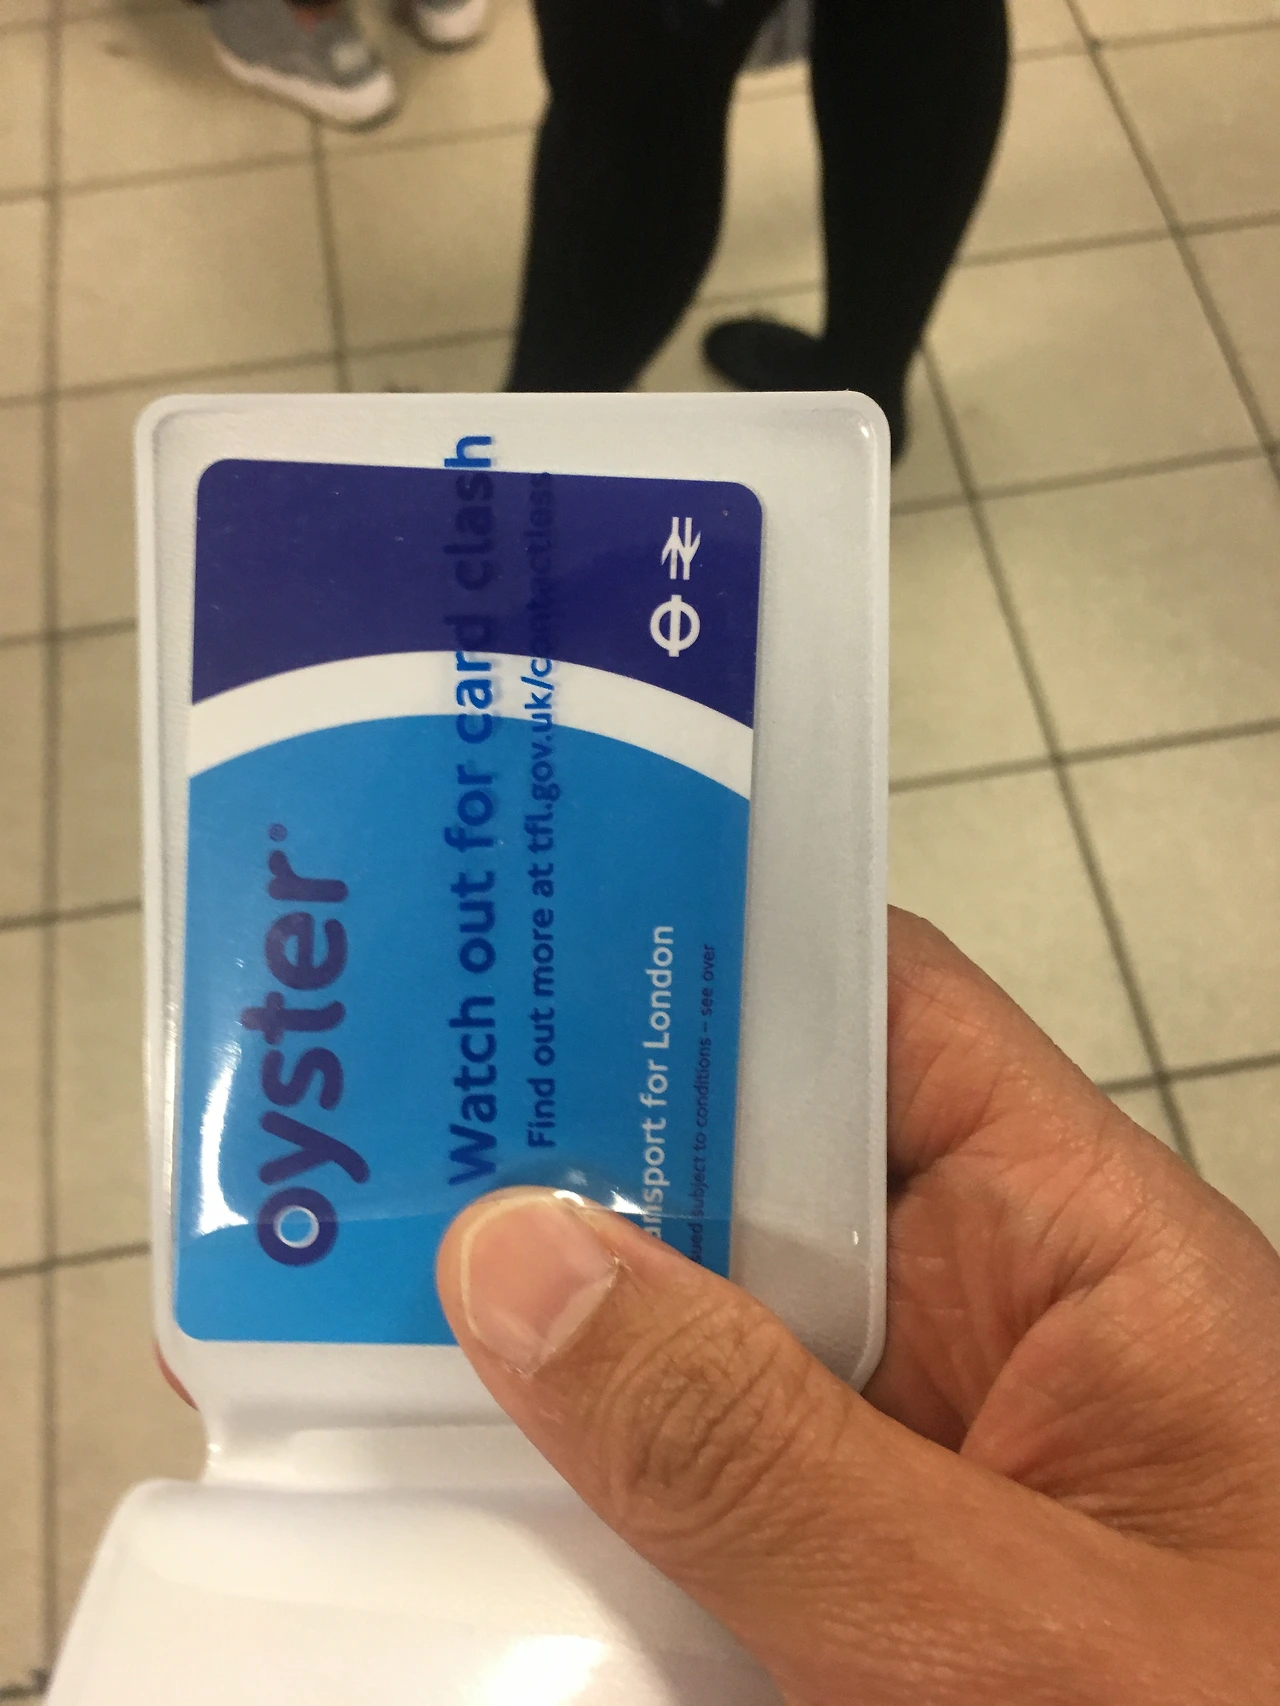 oyster®
Watch out for card clash
Find out more at tfl.gov.uk/contactless
ansport for London
sued subject to conditions – see over